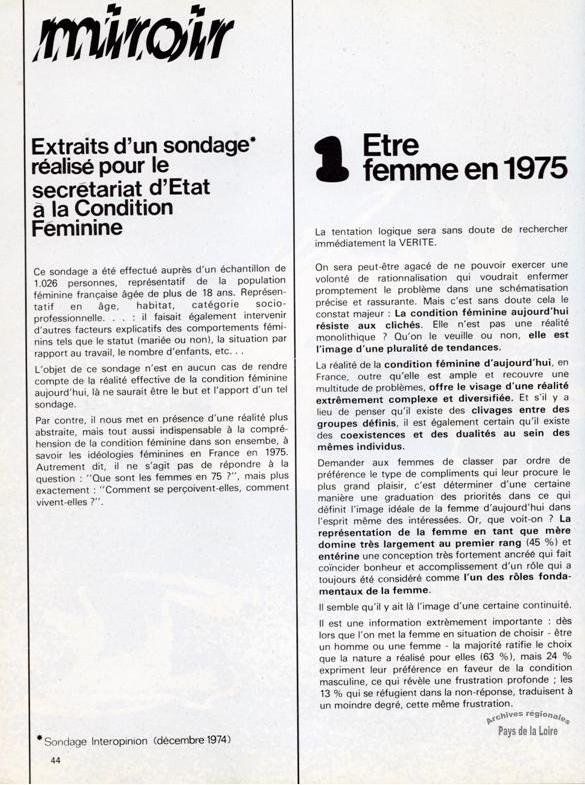 miroir
Extraits d'un sondage*
réalisé pour le
secrétariat d'Etat
à la Condition
Féminine
Ce sondage a été effectué auprès d'un échantillon de
1.026 personnes, représentatif de la population
féminine française âgée de plus de 18 ans. Représen-
tatif en âge, habitat, catégorie socio-
professionnelle. . . . : il faisait également intervenir
d'autres facteurs explicatifs des comportements fémi-
nins tels que le statut (mariée ou non), la situation par
rapport au travail, le nombre d'enfants, etc. . .
L'objet de ce sondage n'est en aucun cas de rendre
compte de la réalité effective de la condition féminine
aujourd'hui, là ne saurait être le but et l'apport d'un tel
sondage.
Par contre, il nous met en présence d'une réalité plus
abstraite, mais tout aussi indispensable à la compré-
hension de la condition féminine dans son ensembe, à
savoir les idéologies féminines en France en 1975.
Autrement dit, il ne s'agit pas de répondre à la
question : "Que sont les femmes en 75 ?", mais plus
exactement : "Comment se perçoivent-elles, comment
vivent-elles ?".
* Sondage Interopinion (décembre 1974)
44
1 Etre
femme en 1975
La tentation logique sera sans doute de rechercher
immédiatement la VERITE.
On sera peut-être agacé de ne pouvoir exercer une
volonté de rationnalisation qui voudrait enfermer
promptement le problème dans une schématisation
précise et rassurante. Mais c'est sans doute cela le
constat majeur : La condition féminine aujourd'hui
résiste aux clichés. Elle n'est pas une réalité
monolithique ? Qu'on le veuille ou non, elle est
l'image d'une pluralité de tendances.
La réalité de la condition féminine d'aujourd'hui, en
France, outre qu'elle est ample et recouvre une
multitude de problèmes, offre le visage d'une réalité
extrêmement complexe et diversifiée. Et s'il y a
lieu de penser qu'il existe des clivages entre des
groupes définis, il est également certain qu'il existe
des coexistences et des dualités au sein des
mêmes individus.
Demander aux femmes de classer par ordre de
préférence le type de compliments qui leur procure le
plus grand plaisir, c'est déterminer d'une certaine
manière une graduation des priorités dans ce qui
définit l'image idéale de la femme d'aujourd'hui dans
l'esprit même des intéressées. Or, que voit-on ? La
représentation de la femme en tant que mère
domine très largement au premier rang (45 %) et
entérine une conception très fortement ancrée qui fait
coïncider bonheur et accomplissement d'un rôle qui a
toujours été considéré comme l'un des rôles fonda-
mentaux de la femme.
Il semble qu'il y ait là l'image d'une certaine continuité.
Il est une information extrèmement importante : dès
lors que l'on met la femme en situation de choisir - être
un homme ou une femme - la majorité ratifie le choix
que la nature a réalisé pour elles (63 %), mais 24 %
expriment leur préférence en faveur de la condition
masculine, ce qui révèle une frustration profonde ; les
13 % qui se réfugient dans la non-réponse, traduisent à
un moindre degré, cette même frustration.
Archives régionales
Pays de la Loire